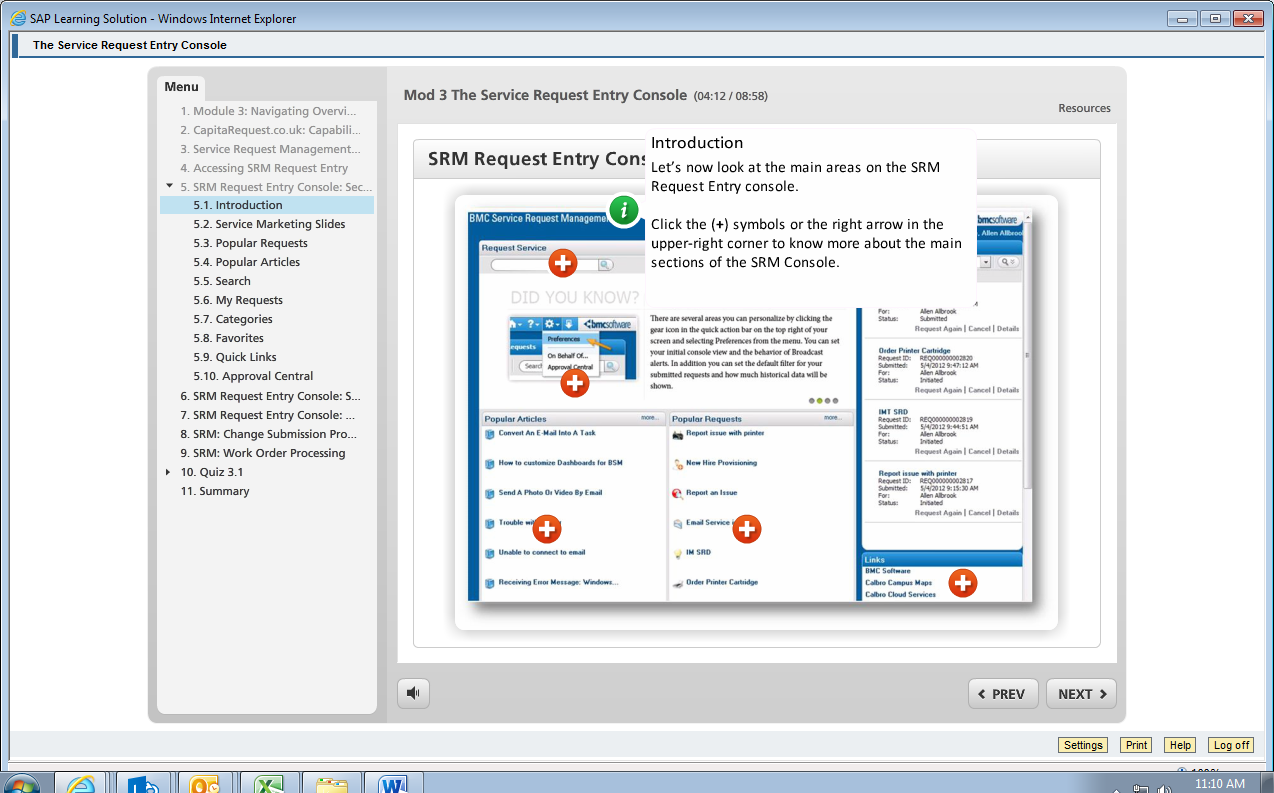 SAP Learning Solution - Windows Internet Explorer
The Service Request Entry Console
Menu
1. Module 3: Navigating Overvi...
2. CapitaRequest.co.uk: Capabili...
3. Service Request Management...
4. Accessing SRM Request Entry
5. SRM Request Entry Console: Sec...
5.1. Introduction
5.2. Service Marketing Slides
5.3. Popular Requests
5.4. Popular Articles
5.5. Search
5.6. My Requests
5.7. Categories
5.8. Favorites
5.9. Quick Links
5.10. Approval Central
6. SRM Request Entry Console: S...
7. SRM Request Entry Console: ...
8. SRM: Change Submission Pro...
9. SRM: Work Order Processing
10. Quiz 3.1
11. Summary
Mod 3 The Service Request Entry Console (04:12 / 08:58)
Resources
SRM Request Entry Cons
Introduction
Let's now look at the main areas on the SRM
Request Entry console.
Click the (+) symbols or the right arrow in the
upper-right corner to know more about the main
sections of the SRM Console.
BMC Service Request Managem
bmcsoftware
Allen Allbroo
Request Service
DID YOU KNOW?
bmcsoftware
Preferences
equests
On Behalf Of...
Searc
Approval Central
There are several areas you can personalize by clicking the
gear icon in the quick action bar on the top right of your
screen and selecting Preferences from the menu. You can set
your initial console view and the behavior of Broadcast
alerts. In addition you can set the default filter for your
submitted requests and how much historical data will be
shown.
Popular Articles more...
Convert An E-Mail Into A Task
How to customize Dashboards for BSM
Send A Photo Or Video By Email
Trouble wi
Unable to connect to email
Receiving Error Message: Windows...
Popular Requests more...
Report issue with printer
New Hire Provisioning
Report an Issue
Email Service
IM SRD
Order Printer Cartridge
For: Allen Albrook
Status: Submitted
Request Again | Cancel | Details
Order Printer Cartridge
Request ID: REQ000000002820
Submitted: 5/4/2012 9:47:12 AM
For: Allen Albrook
Status: Initiated
Request Again | Cancel | Details
IMT SRD
Request ID: REQ000000002819
Submitted: 5/4/2012 9:44:51 AM
For: Allen Albrook
Status: Initiated
Request Again | Cancel | Details
Report issue with printer
Request ID: REQ000000002817
Submitted: 5/4/2012 9:15:30 AM
For: Allen Albrook
Status: Initiated
Request Again | Cancel | Details
Links
BMC Software
Calbro Campus Maps
Calbro Cloud Services
PREV
NEXT
Settings
Print
Help
Log off
11:10 AM